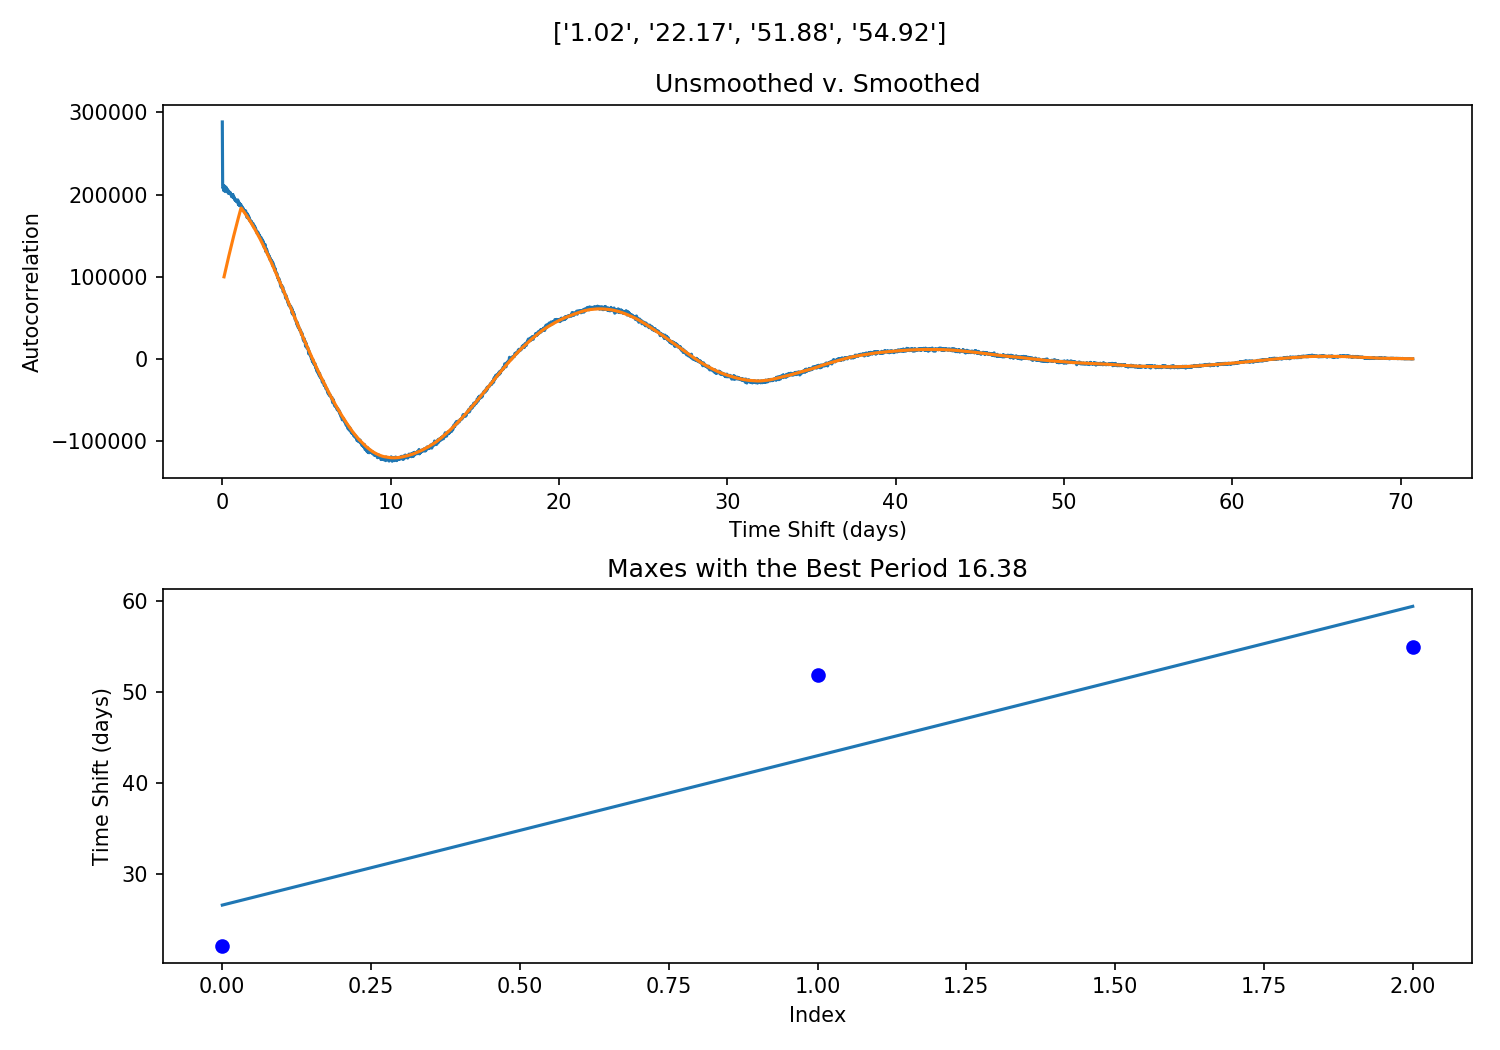 ['1.02', '22.17', '51.88', '54.92']
Unsmoothed v. Smoothed
300000
200000
100000
0
−100000
Autocorrelation
0 10 20 30 40 50 60 70
Time Shift (days)
Maxes with the Best Period 16.38
60
50
40
30
Time Shift (days)
0.00 0.25 0.50 0.75 1.00 1.25 1.50 1.75 2.00
Index